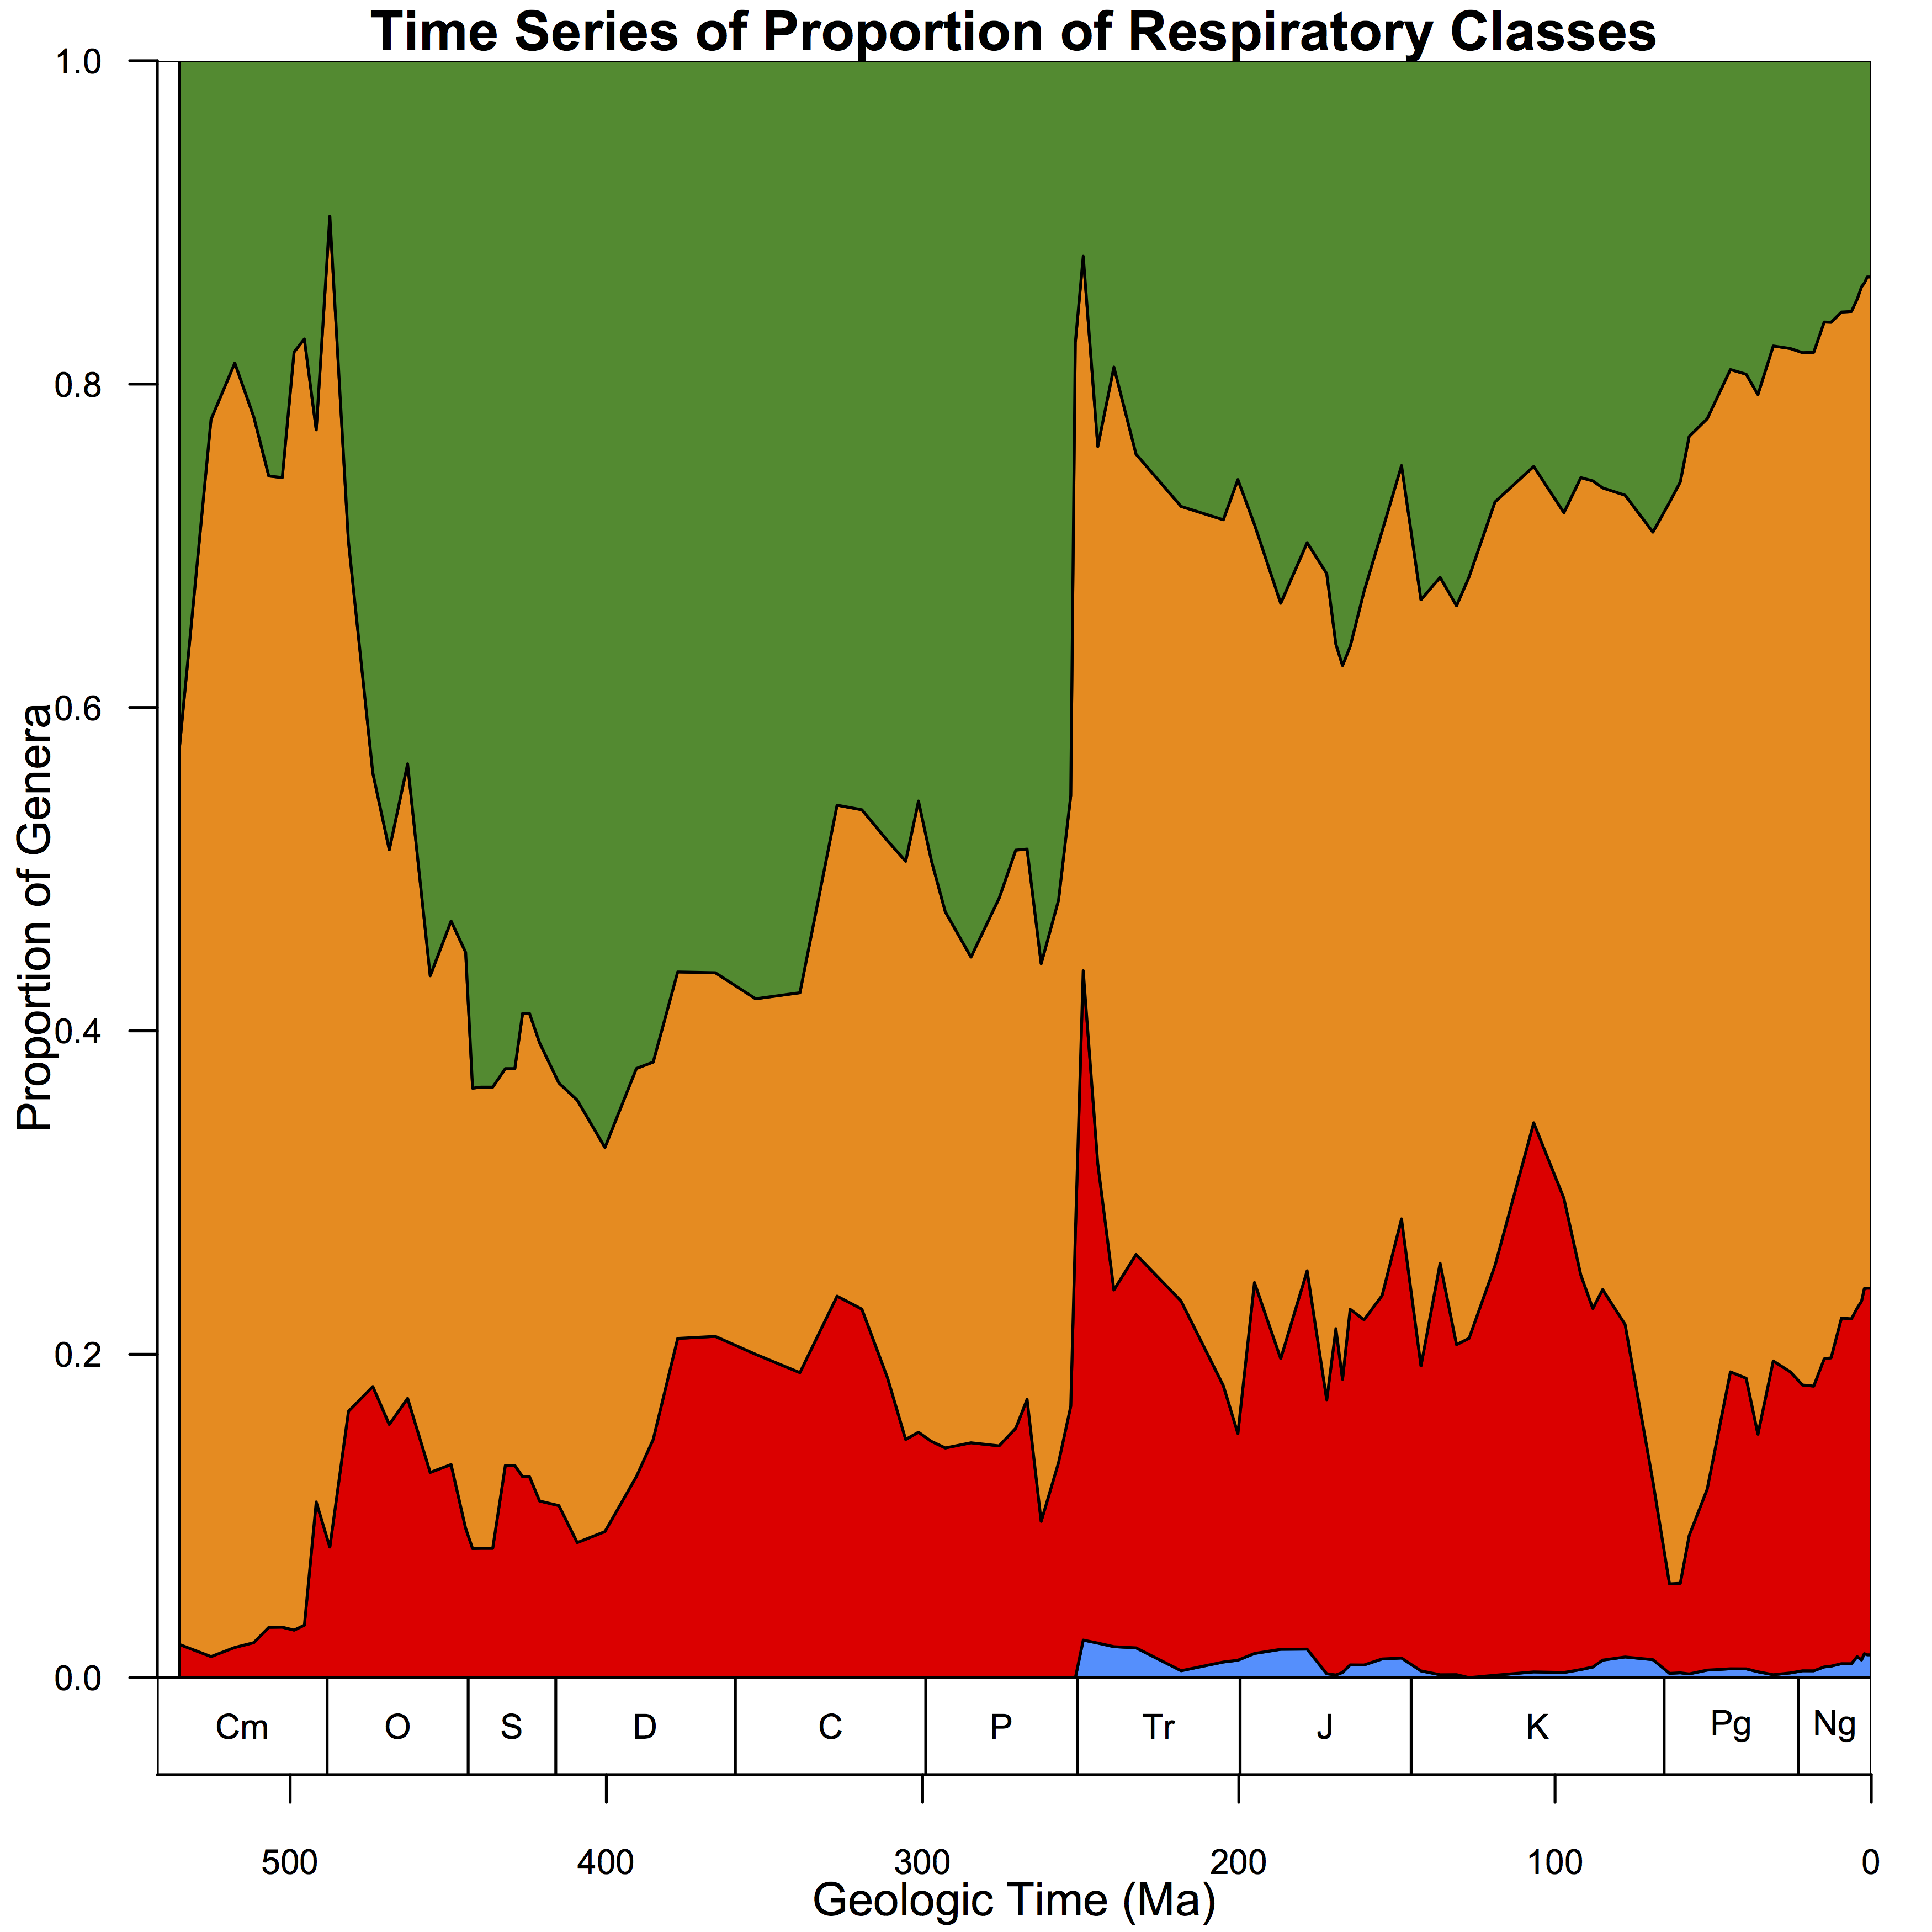 Time Series of Proportion of Respiratory Classes
1.0
0.8
0.6
0.4
0.2
0.0
Proportion of Genera
Cm O S D C P Tr J K Pg Ng
500 400 300 200 100 0
Geologic Time (Ma)